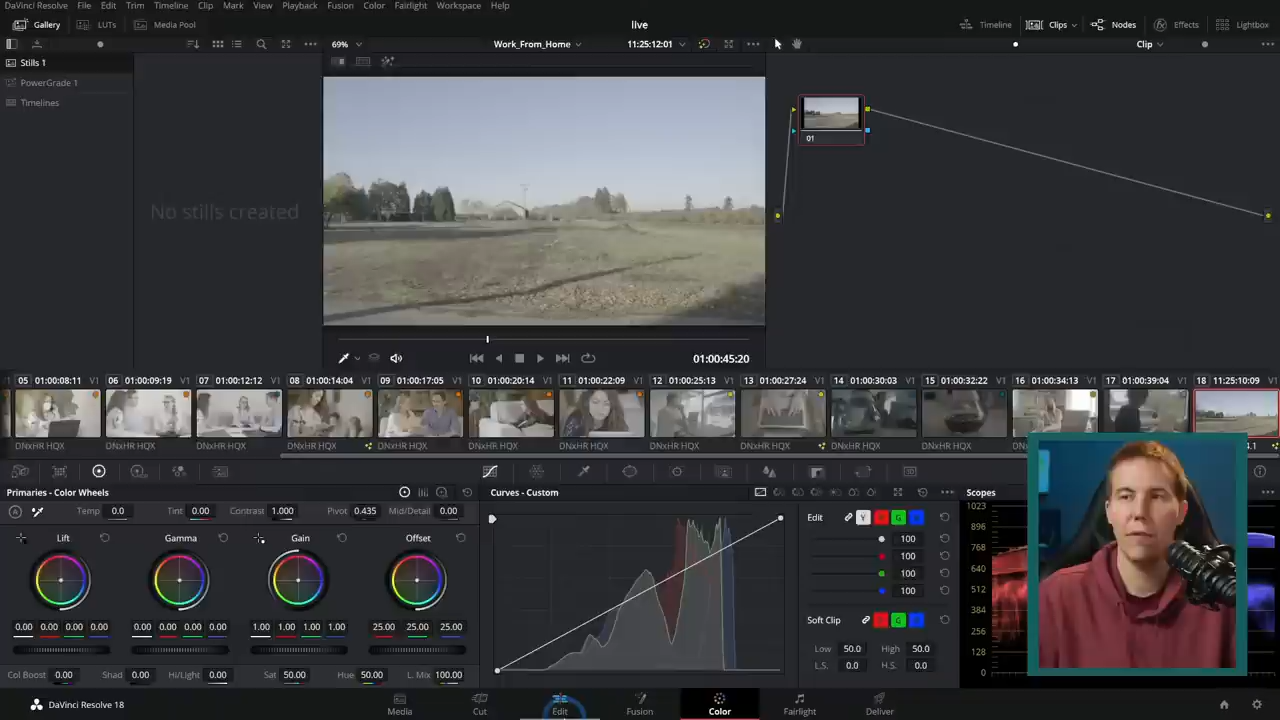 DaVinci Resolve File Edit Trim Timeline Clip Mark View Playback Fusion Color Fairlight Workspace Help
Gallery LUTs Media Pool live Timeline Clips Nodes Effects Lightbox
69% Work_From_Home 11:25:12:01 Clip
Stills 1
PowerGrade 1
Timelines
No stills created
01
01:00:45:20
05 01:00:08:11 V1 06 01:00:09:19 V1 07 01:00:12:12 V1 08 01:00:14:04 V1 09 01:00:17:05 V1 10 01:00:20:14 V1 11 01:00:22:09 V1 12 01:00:25:13 V1 13 01:00:27:24 V1 14 01:00:30:03 V1 15 01:00:32:22 V1 16 01:00:34:13 V1 17 01:00:39:04 V1 18 11:25:10:09 V1
DNxHR HQX DNxHR HQX DNxHR HQX DNxHR HQX DNxHR HQX DNxHR HQX DNxHR HQX DNxHR HQX DNxHR HQX DNxHR HQX DNxHR HQX DNxHR HQX DNxHR HQX
Primaries - Color Wheels Curves - Custom Scopes
Temp 0.0 Tint 0.00 Contrast 1.000 Pivot 0.435 Mid/Detail 0.00
Lift Gamma Gain Offset
0.00 0.00 0.00 0.00 0.00 0.00 0.00 0.00 1.00 1.00 1.00 1.00 25.00 25.00 25.00
Col Boost 0.00 Shad 0.00 Hi/Light 0.00 Sat 50.00 Hue 50.00 L. Mix 100.00
Edit Y
100
100
100
100
Soft Clip
Low 50.0 High 50.0
L.S. 0.0 H.S. 0.0
1023
896
768
640
512
384
256
128
0
DaVinci Resolve 18 Media Cut Edit Fusion Color Fairlight Deliver